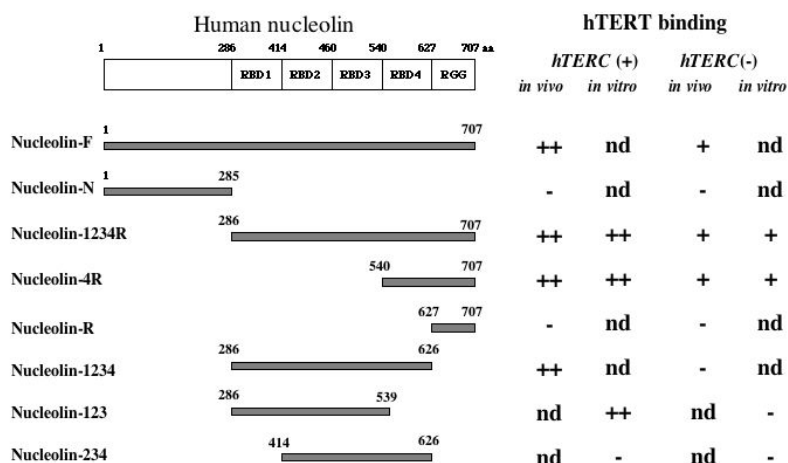 Human nucleolin hTERT binding
1 286 414 460 540 627 707 aa hTERC (+) hTERC(-)
RBD1 RBD2 RBD3 RBD4 RGG in vivo in vitro in vivo in vitro
1 707
Nucleolin-F ++ nd + nd
1 285
Nucleolin-N - nd - nd
286 707
Nucleolin-1234R ++ ++ + +
540 707
Nucleolin-4R ++ ++ + +
627 707
Nucleolin-R - nd - nd
286 626
Nucleolin-1234 ++ nd - nd
286 539
Nucleolin-123 nd ++ nd -
414 626
Nucleolin-234 nd - nd -